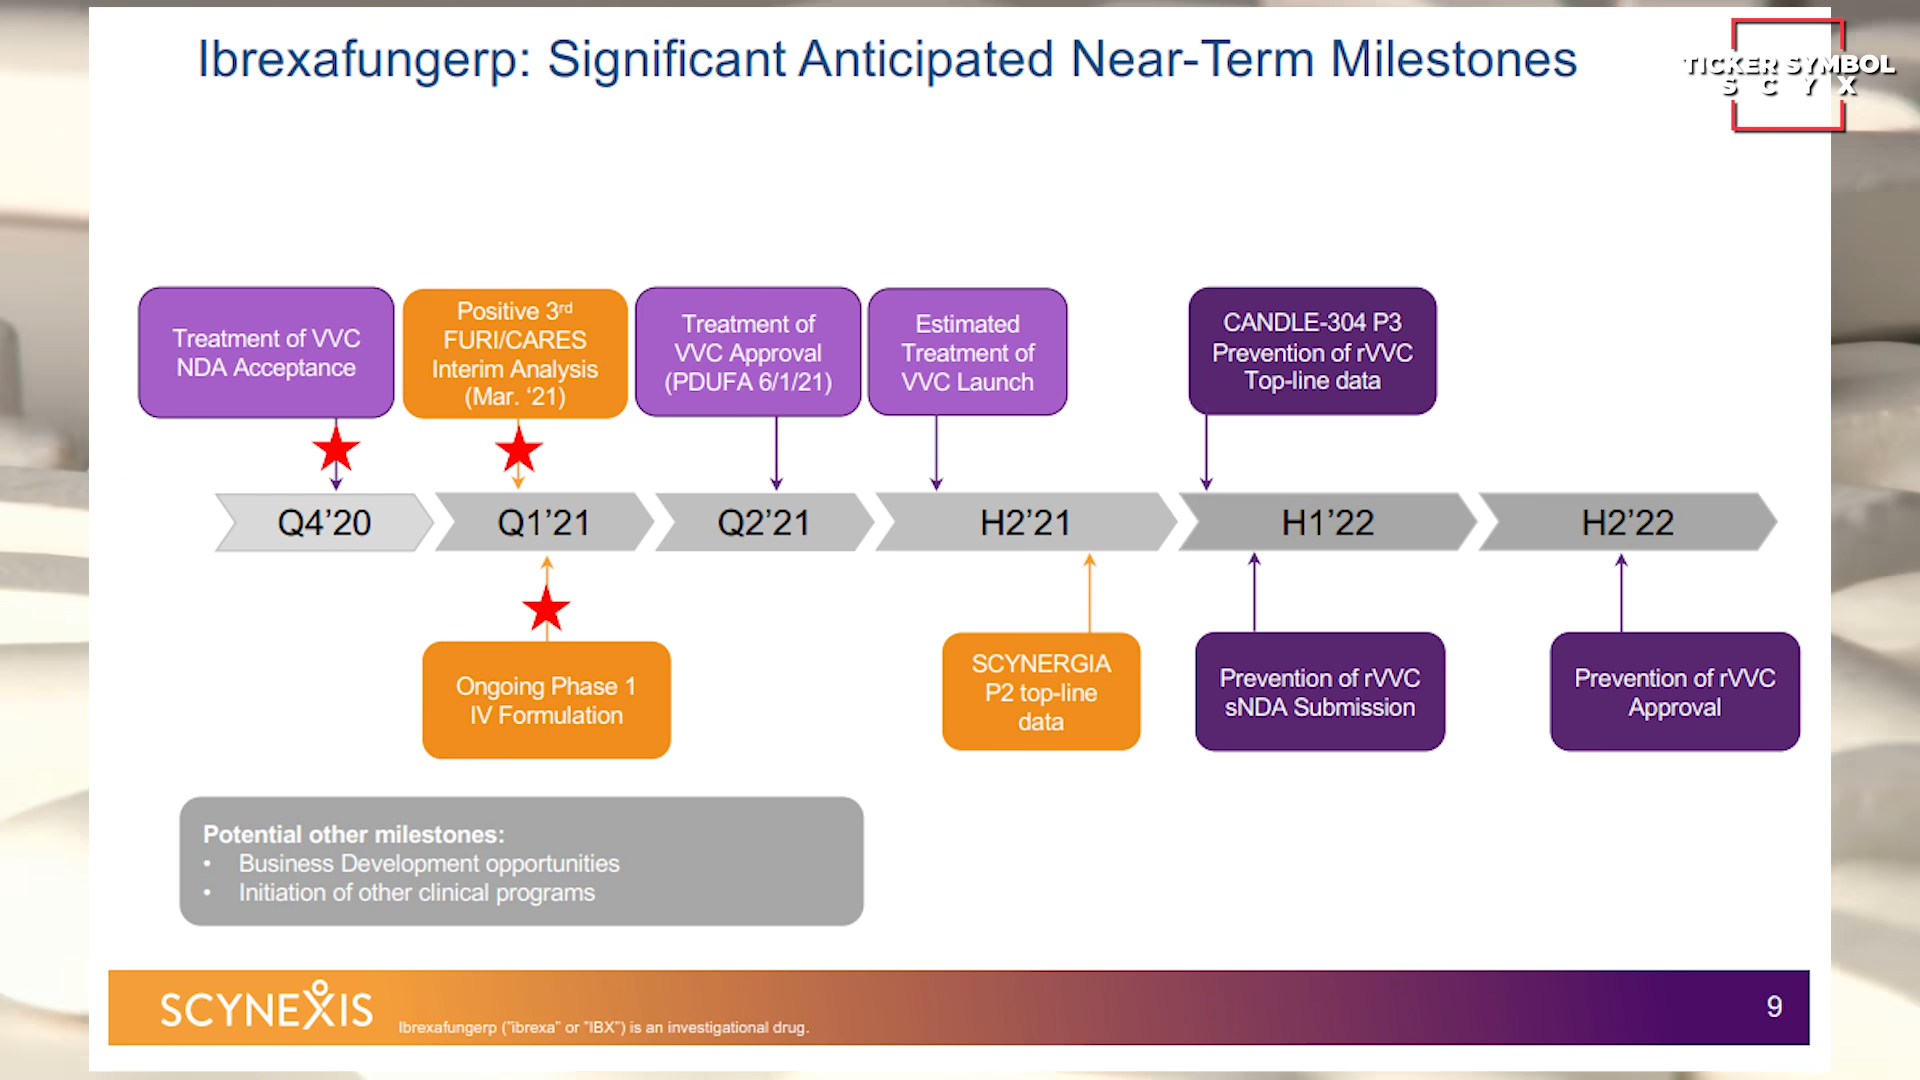 Ibrexafungerp: Significant Anticipated Near-Term Milestones
TICKER SYMBOL
S C Y X
Treatment of VVC
NDA Acceptance
Positive 3rd
FURI/CARES
Interim Analysis
(Mar. ‘21)
Treatment of
VVC Approval
(PDUFA 6/1/21)
Estimated
Treatment of
VVC Launch
CANDLE-304 P3
Prevention of rVVC
Top-line data
Q4’20
Q1’21
Q2’21
H2’21
H1’22
H2’22
Ongoing Phase 1
IV Formulation
SCYNERGIA
P2 top-line
data
Prevention of rVVC
sNDA Submission
Prevention of rVVC
Approval
Potential other milestones:
• Business Development opportunities
• Initiation of other clinical programs
SCYNEXIS
Ibrexafungerp ("ibrexa" or "IBX") is an investigational drug.
9